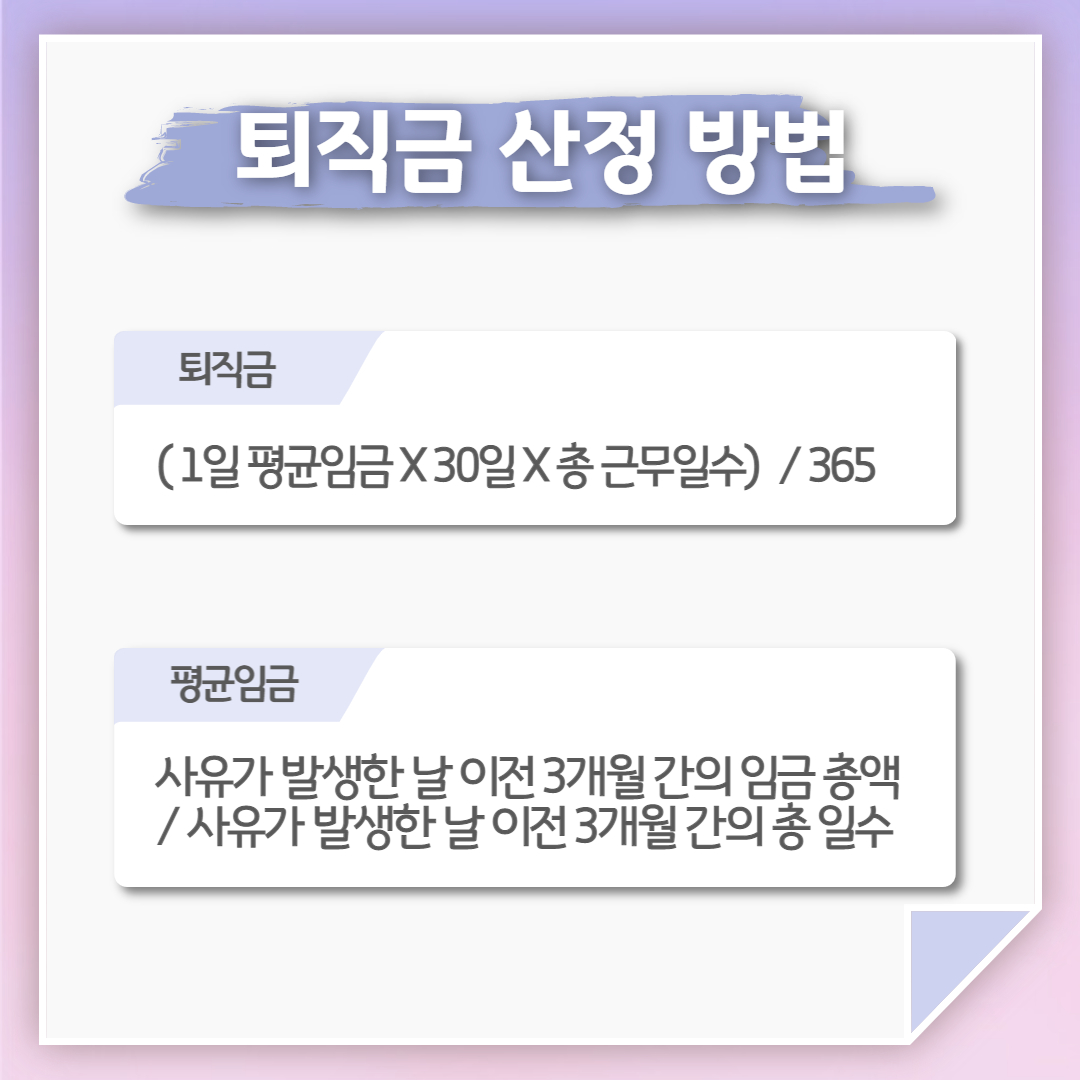 퇴직금 산정 방법
퇴직금
( 1일 평균임금 X 30일 X 총 근무일수) / 365
평균임금
사유가 발생한 날 이전 3개월 간의 임금 총액
/ 사유가 발생한 날 이전 3개월 간의 총 일수